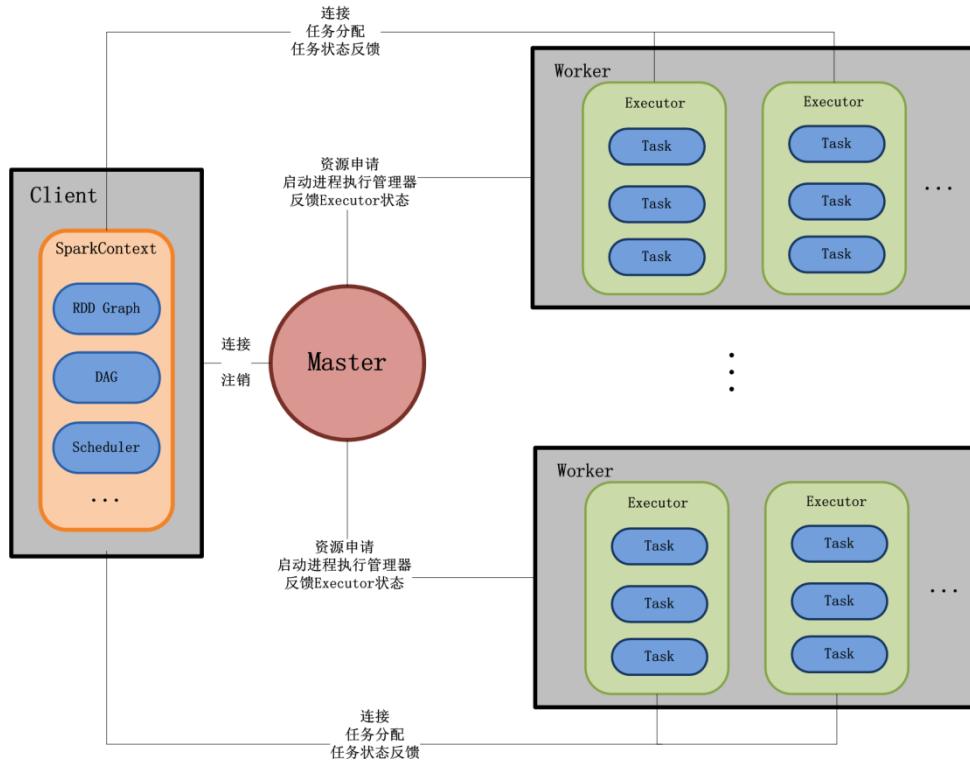 连接
任务分配
任务状态反馈
Worker
Executor
Task
Task
Task
Executor
Task
Task
Task
...
资源申请
启动进程执行管理器
反馈Executor状态
Client
SparkContext
RDD Graph
DAG
Scheduler
...
连接
注销
Master
资源申请
启动进程执行管理器
反馈Executor状态
Worker
Executor
Task
Task
Task
Executor
Task
Task
Task
...
连接
任务分配
任务状态反馈